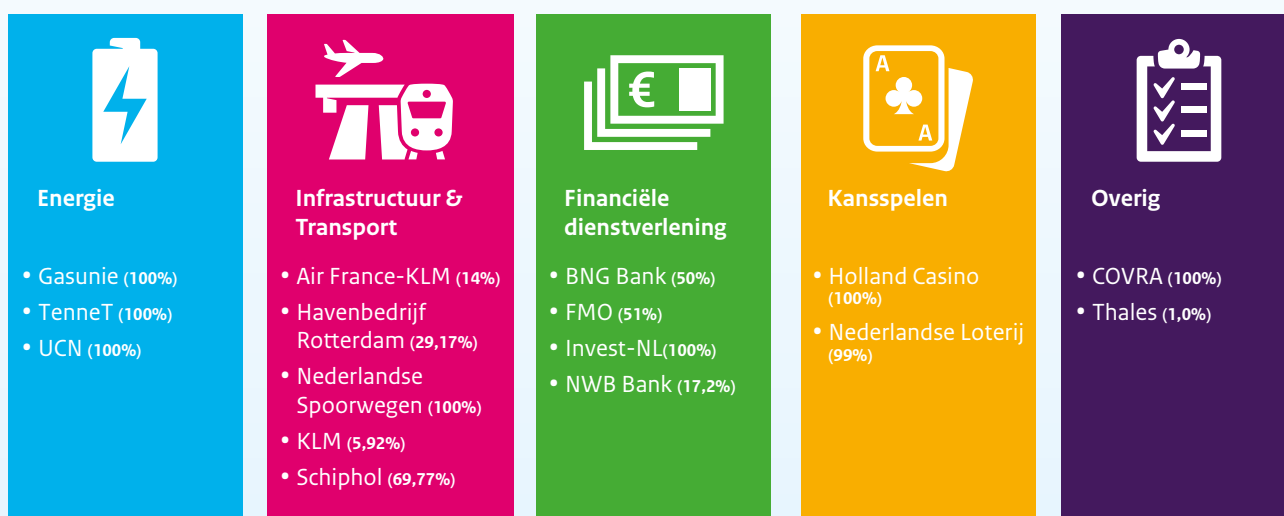 €
A
A
Energie
• Gasunie (100%)
• TenneT (100%)
• UCN (100%)
Infrastructuur &
Transport
• Air France-KLM (14%)
• Havenbedrijf
Rotterdam (29,17%)
• Nederlandse
Spoorwegen (100%)
• KLM (5,92%)
• Schiphol (69,77%)
Financiële
dienstverlening
• BNG Bank (50%)
• FMO (51%)
• Invest-NL(100%)
• NWB Bank (17,2%)
Kansspelen
• Holland Casino
(100%)
• Nederlandse Loterij
(99%)
Overig
• COVRA (100%)
• Thales (1,0%)